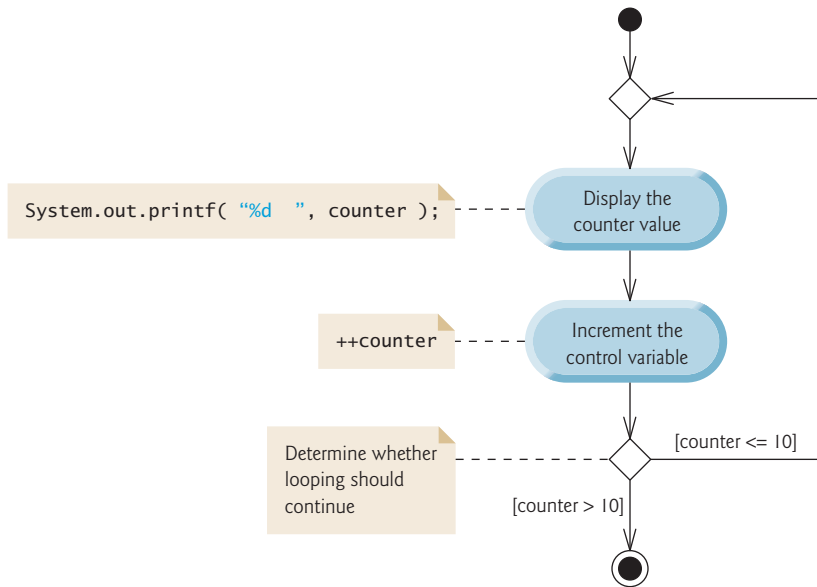 System.out.printf( “%d  ”, counter );
Display the
counter value
++counter
Increment the
control variable
Determine whether
looping should
continue
[counter <= 10]
[counter > 10]